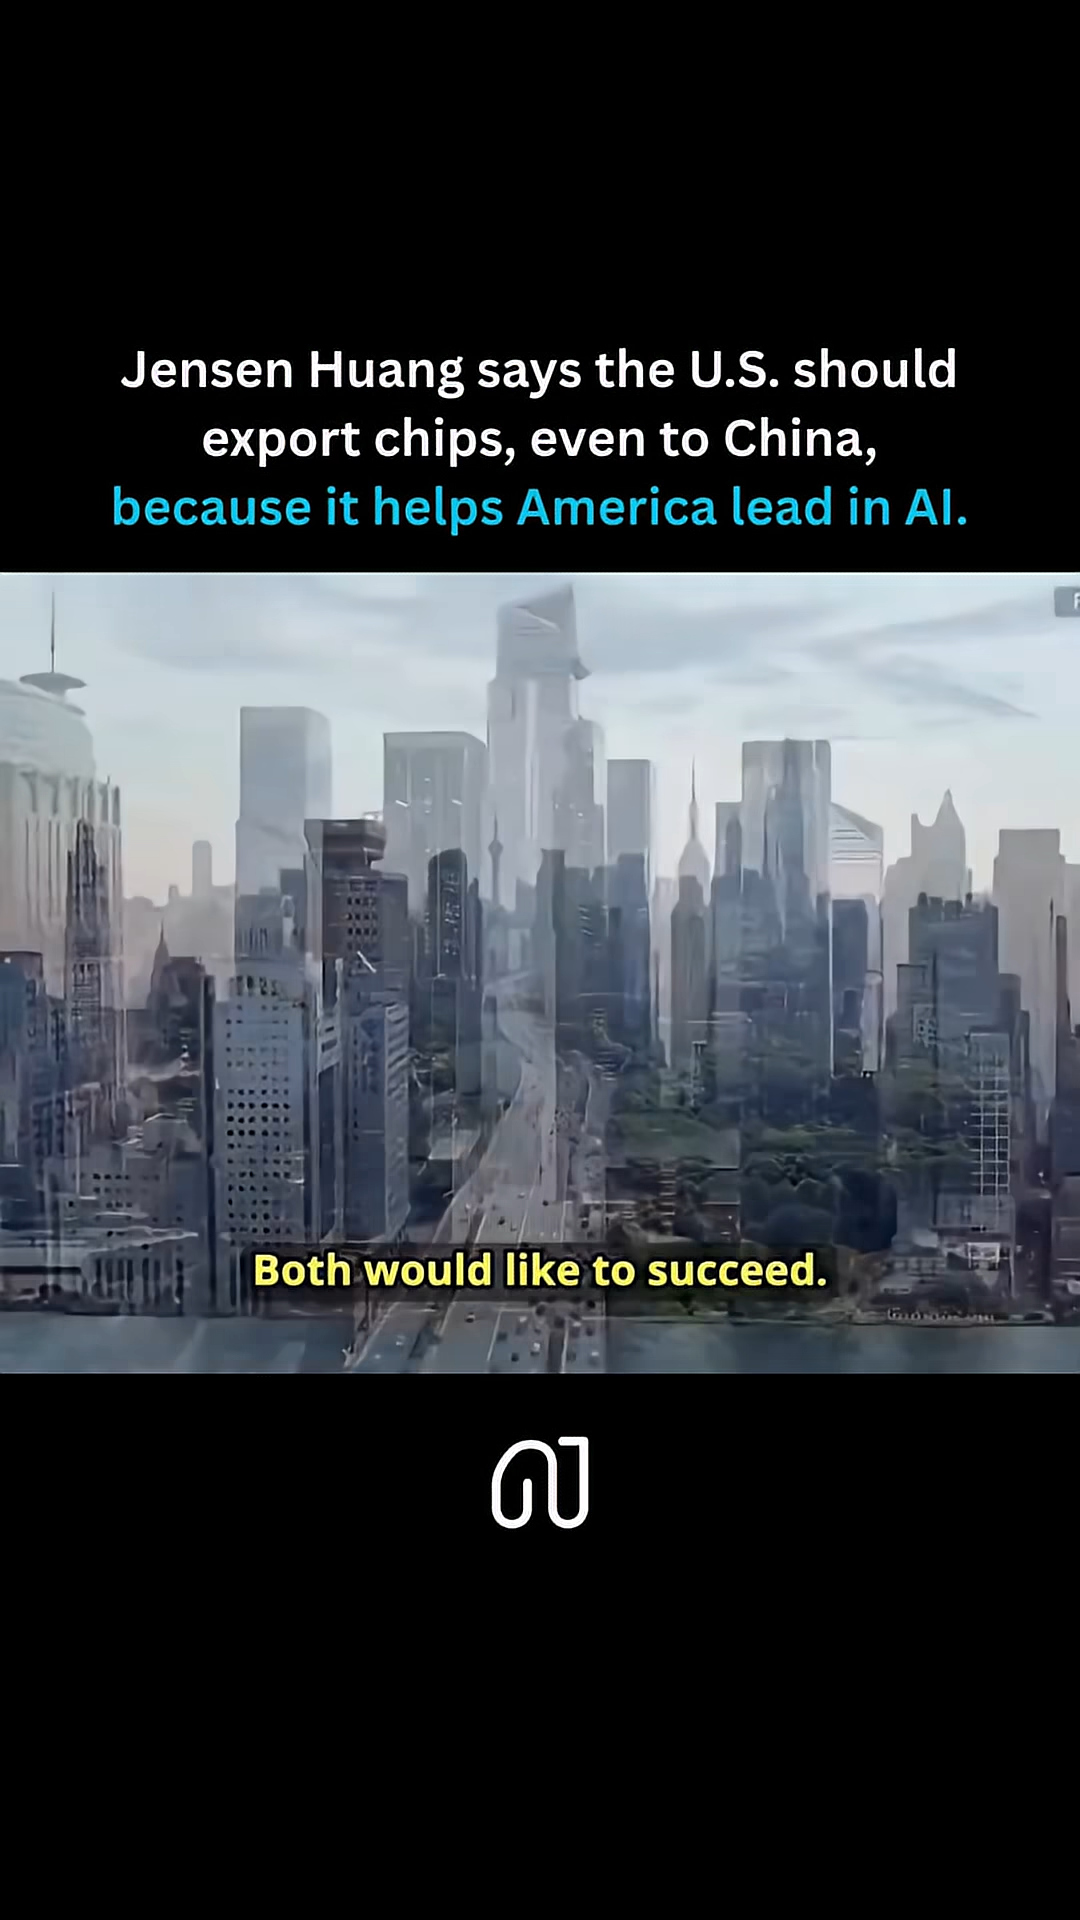 Jensen Huang says the U.S. should
export chips, even to China,
because it helps America lead in AI.
F
Both would like to succeed.